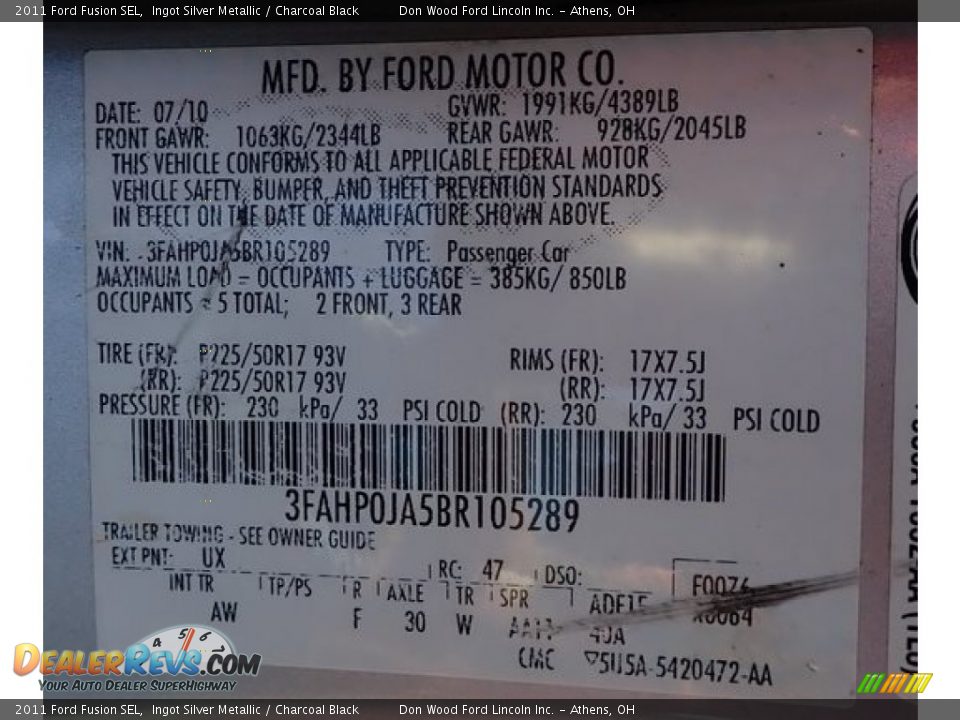 2011 Ford Fusion SEL, Ingot Silver Metallic / Charcoal Black Don Wood Ford Lincoln Inc. - Athens, OH
MFD. BY FORD MOTOR CO.
DATE: 07/10 GVWR: 1991KG/4389LB
FRONT GAWR: 1063KG/2344LB REAR GAWR: 928KG/2045LB
THIS VEHICLE CONFORMS TO ALL APPLICABLE FEDERAL MOTOR
VEHICLE SAFETY, BUMPER, AND THEFT PREVENTION STANDARDS
IN EFFECT ON THE DATE OF MANUFACTURE SHOWN ABOVE.
VIN: 3FAHP0JA5BR105289 TYPE: Passenger Car
MAXIMUM LOAD = OCCUPANTS + LUGGAGE = 385KG/ 850LB
OCCUPANTS = 5 TOTAL; 2 FRONT, 3 REAR
TIRE (FR): P225/50R17 93V RIMS (FR): 17X7.5J
(RR): P225/50R17 93V (RR): 17X7.5J
PRESSURE (FR): 230 kPa/ 33 PSI COLD (RR): 230 kPa/ 33 PSI COLD
3FAHP0JA5BR105289
TRAILER TOWING - SEE OWNER GUIDE
EXT PNT: UX RC: 47 DSO:
INT TR TP/PS R AXLE TR SPR
AW F 30 W
CMC
DEALERREVS.COM
YOUR AUTO DEALER SUPERHIGHWAY
2011 Ford Fusion SEL, Ingot Silver Metallic / Charcoal Black Don Wood Ford Lincoln Inc. - Athens, OH